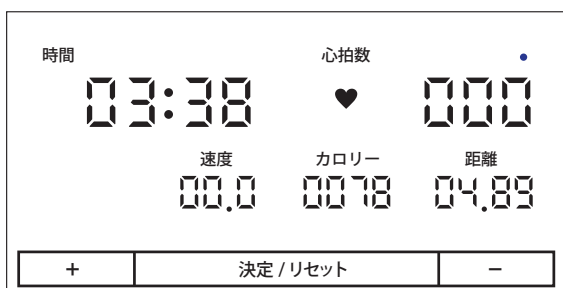 時間 心拍数
03:38 ♥ 000
速度 カロリー 距離
00.0 0078 04.89
+ 決定 / リセット −